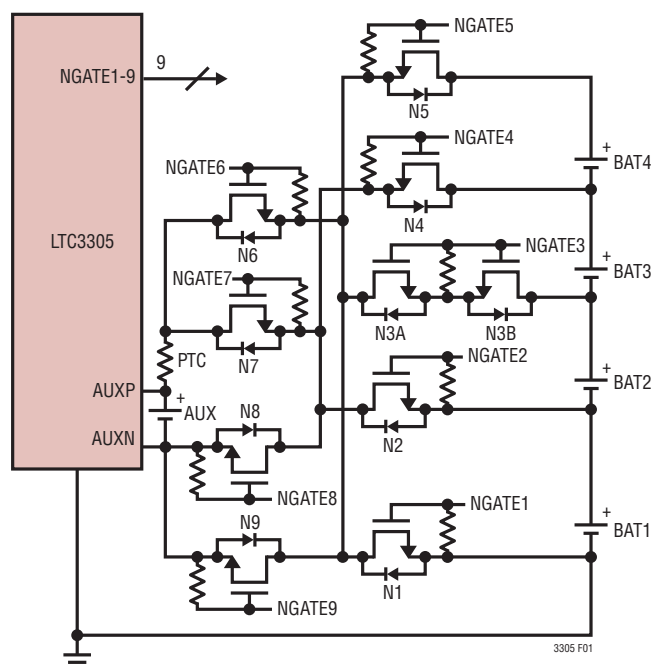 NGATE5
9
NGATE1-9
N5
+
BAT4
NGATE4
NGATE6
N4
LTC3305
NGATE3
+
BAT3
N6
NGATE7
N3A
N3B
PTC
NGATE2
N7
+
BAT2
AUXP
+
AUX
N8
N2
AUXN
NGATE8
NGATE1
N9
+
BAT1
N1
NGATE9
3305 F01